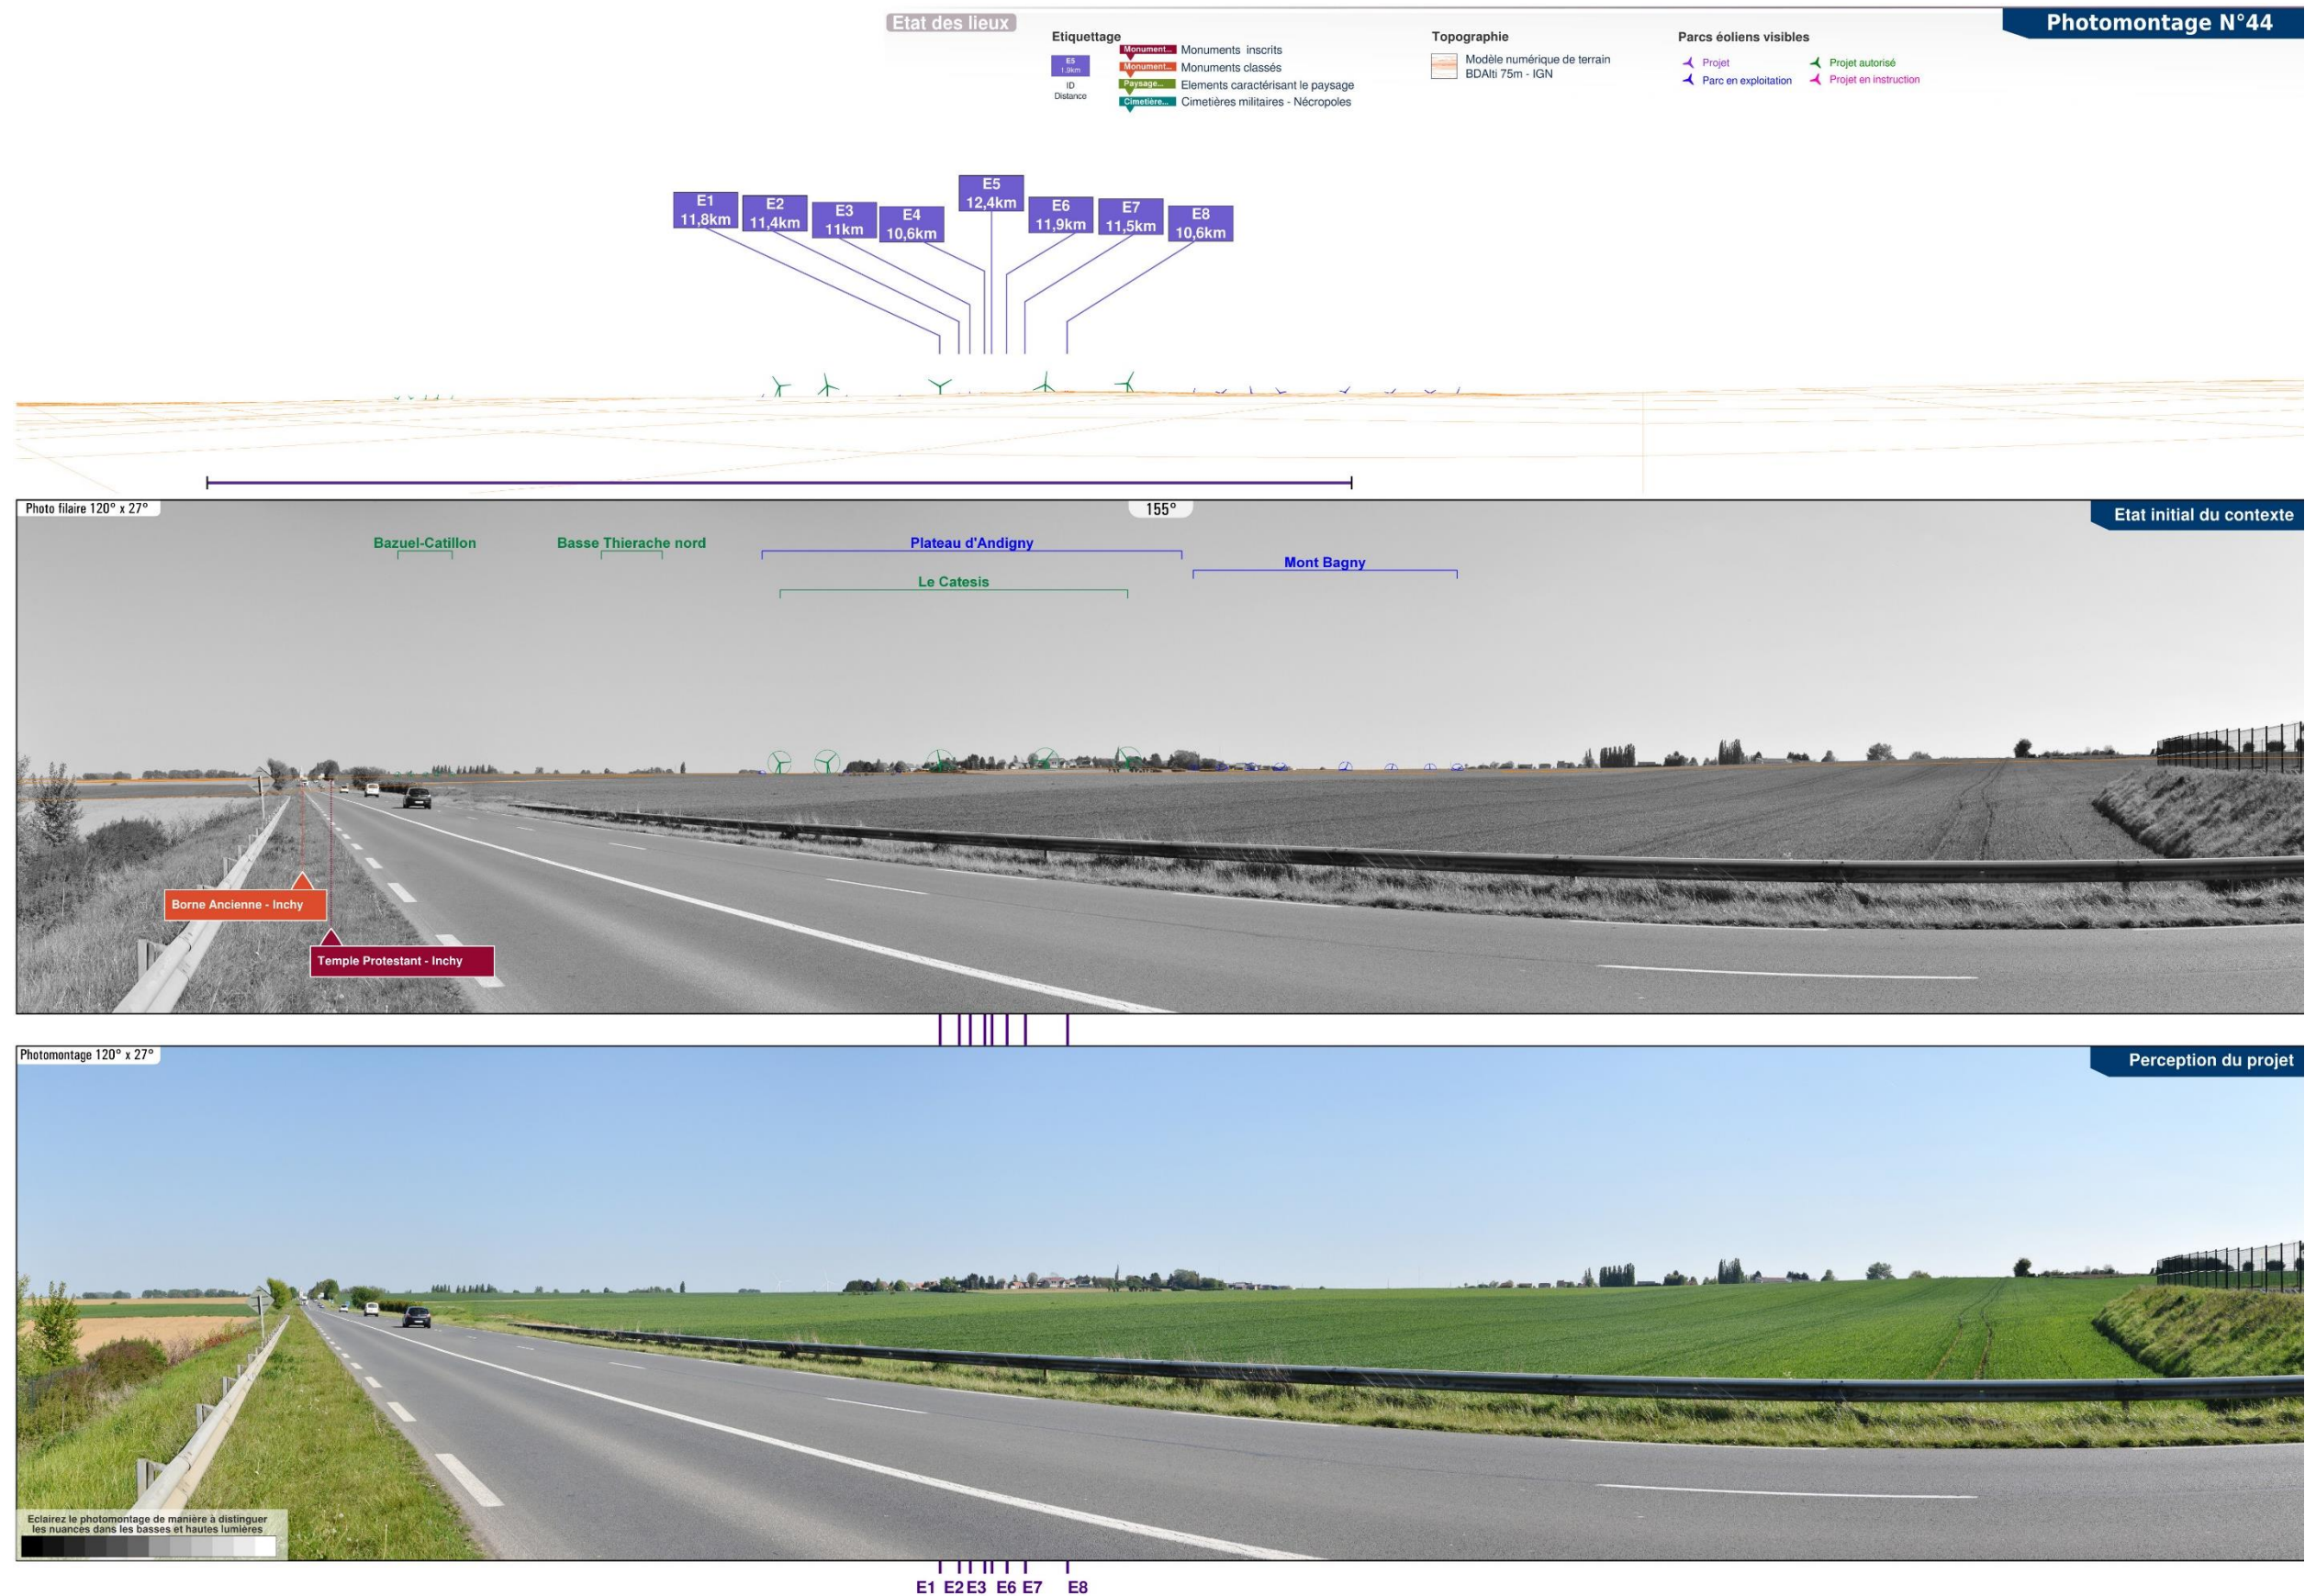 Etat des lieux
Photomontage N°44
Etiquettage
E5
1.9km
ID
Distance
Monument...
Monuments inscrits
Monument...
Monuments classés
Paysage...
Elements caractérisant le paysage
Cimetière...
Cimetières militaires - Nécropoles
Topographie
Modèle numérique de terrain
BDAlti 75m - IGN
Parcs éoliens visibles
Projet
Parc en exploitation
Projet autorisé
Projet en instruction
E1
11,8km
E2
11,4km
E3
11km
E4
10,6km
E5
12,4km
E6
11,9km
E7
11,5km
E8
10,6km
Photo filaire 120° x 27°
155°
Etat initial du contexte
Bazuel-Catillon
Basse Thierache nord
Plateau d'Andigny
Mont Bagny
Le Catesis
Borne Ancienne - Inchy
Temple Protestant - Inchy
Photomontage 120° x 27°
Perception du projet
Eclairez le photomontage de manière à distinguer
les nuances dans les basses et hautes lumières
E1 E2 E3 E6 E7 E8